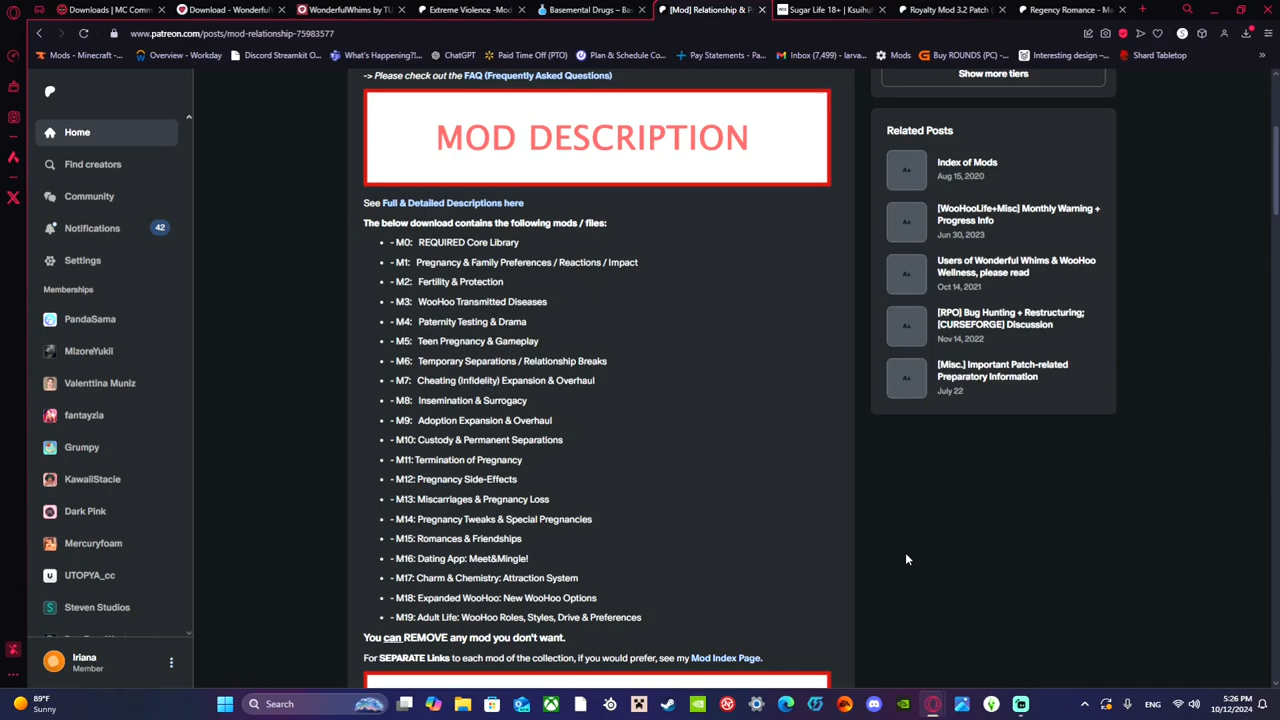 Downloads | MC Comm
Download - Wonderful
WonderfulWhims by TU
Extreme Violence -Mod
Basemental Drugs – Bas
[Mod] Relationship & P
Sugar Life 18+ | Ksuihuh
Royalty Mod 3.2 Patch
Regency Romance - Ma
www.patreon.com/posts/mod-relationship-75983577
Mods - Minecraft -...
Overview - Workday
Discord Streamkit O...
What's Happening!...
ChatGPT
Paid Time Off (PTO)
Plan & Schedule Co...
Pay Statements - Pa...
Inbox (7,499) - larva...
Mods
Buy ROUNDS (PC) -...
Interesting design –...
Shard Tabletop
Home
Find creators
Community
Notifications 42
Settings
Memberships
PandaSama
MizoreYukii
Valenttina Muniz
fantayzia
Grumpy
KawaiiStacie
Dark Pink
Mercuryfoam
UTOPYA_cc
Steven Studios
Iriana
Member
-> Please check out the FAQ (Frequently Asked Questions)
MOD DESCRIPTION
See Full & Detailed Descriptions here
The below download contains the following mods / files:
- M0: REQUIRED Core Library
- M1: Pregnancy & Family Preferences / Reactions / Impact
- M2: Fertility & Protection
- M3: WooHoo Transmitted Diseases
- M4: Paternity Testing & Drama
- M5: Teen Pregnancy & Gameplay
- M6: Temporary Separations / Relationship Breaks
- M7: Cheating (Infidelity) Expansion & Overhaul
- M8: Insemination & Surrogacy
- M9: Adoption Expansion & Overhaul
- M10: Custody & Permanent Separations
- M11: Termination of Pregnancy
- M12: Pregnancy Side-Effects
- M13: Miscarriages & Pregnancy Loss
- M14: Pregnancy Tweaks & Special Pregnancies
- M15: Romances & Friendships
- M16: Dating App: Meet&Mingle!
- M17: Charm & Chemistry: Attraction System
- M18: Expanded WooHoo: New WooHoo Options
- M19: Adult Life: WooHoo Roles, Styles, Drive & Preferences
You can REMOVE any mod you don't want.
For SEPARATE Links to each mod of the collection, if you would prefer, see my Mod Index Page.
Show more tiers
Related Posts
Index of Mods
Aug 15, 2020
[WooHooLife+Misc] Monthly Warning +
Progress Info
Jun 30, 2023
Users of Wonderful Whims & WooHoo
Wellness, please read
Oct 14, 2021
[RPO] Bug Hunting + Restructuring;
[CURSEFORGE] Discussion
Nov 14, 2022
[Misc.] Important Patch-related
Preparatory Information
July 22
89°F
Sunny
Search
ENG
5:26 PM
10/12/2024